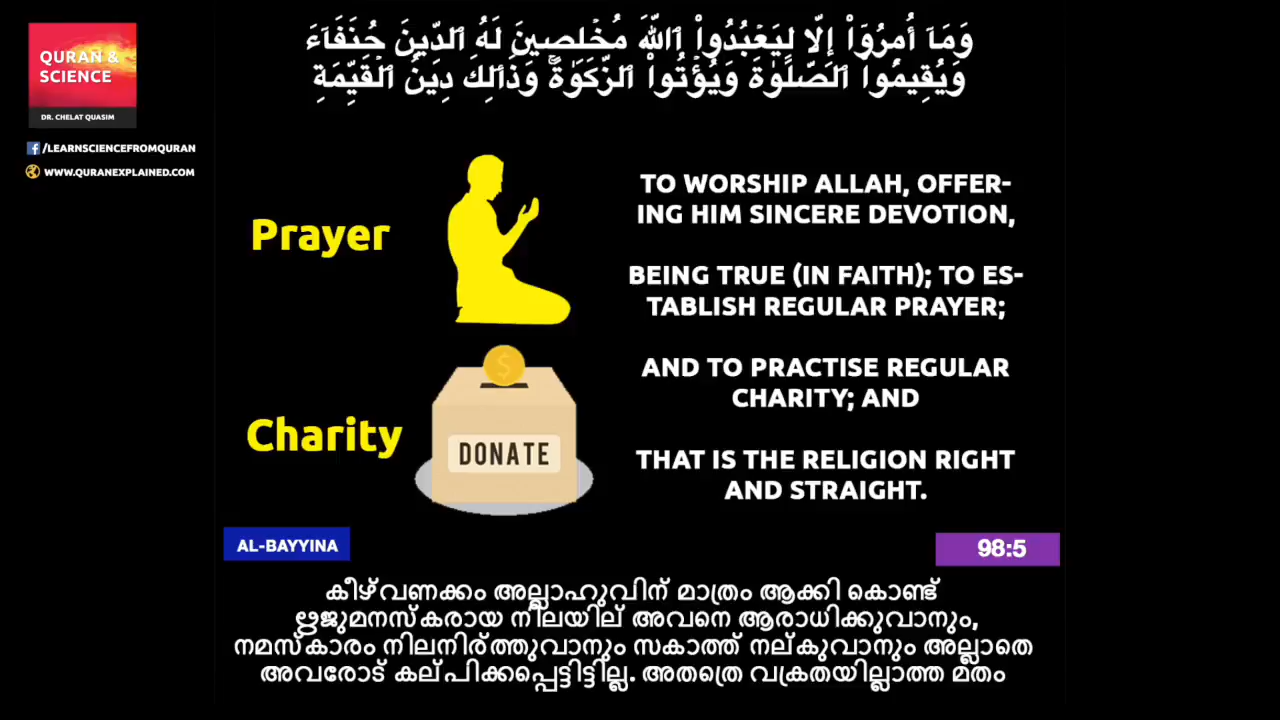 وَمَآ أُمِرُوٓا۟ إِلَّا لِيَعْبُدُوا۟ ٱللَّهَ مُخْلِصِينَ لَهُ ٱلدِّينَ حُنَفَآءَ
وَيُقِيمُوا۟ ٱلصَّلَوٰةَ وَيُؤْتُوا۟ ٱلزَّكَوٰةَ ۚ وَذَٰلِكَ دِينُ ٱلْقَيِّمَةِ
QURAN &
SCIENCE
DR. CHELAT QUASIM
/LEARNSCIENCEFROMQURAN
WWW.QURANEXPLAINED.COM
Prayer
Charity
$
DONATE
TO WORSHIP ALLAH, OFFER-
ING HIM SINCERE DEVOTION,
BEING TRUE (IN FAITH); TO ES-
TABLISH REGULAR PRAYER;
AND TO PRACTISE REGULAR
CHARITY; AND
THAT IS THE RELIGION RIGHT
AND STRAIGHT.
AL-BAYYINA
98:5
കീഴ്‌വണക്കം അല്ലാഹുവിന് മാത്രം ആക്കി കൊണ്ട്
ഋജുമനസ്കരായ നിലയില് അവനെ ആരാധിക്കുവാനും,
നമസ്കാരം നിലനിര്ത്തുവാനും സകാത്ത് നല്കുവാനും അല്ലാതെ
അവരോട് കല്പിക്കപ്പെട്ടിട്ടില്ല. അതത്രെ വക്രതയില്ലാത്ത മതം